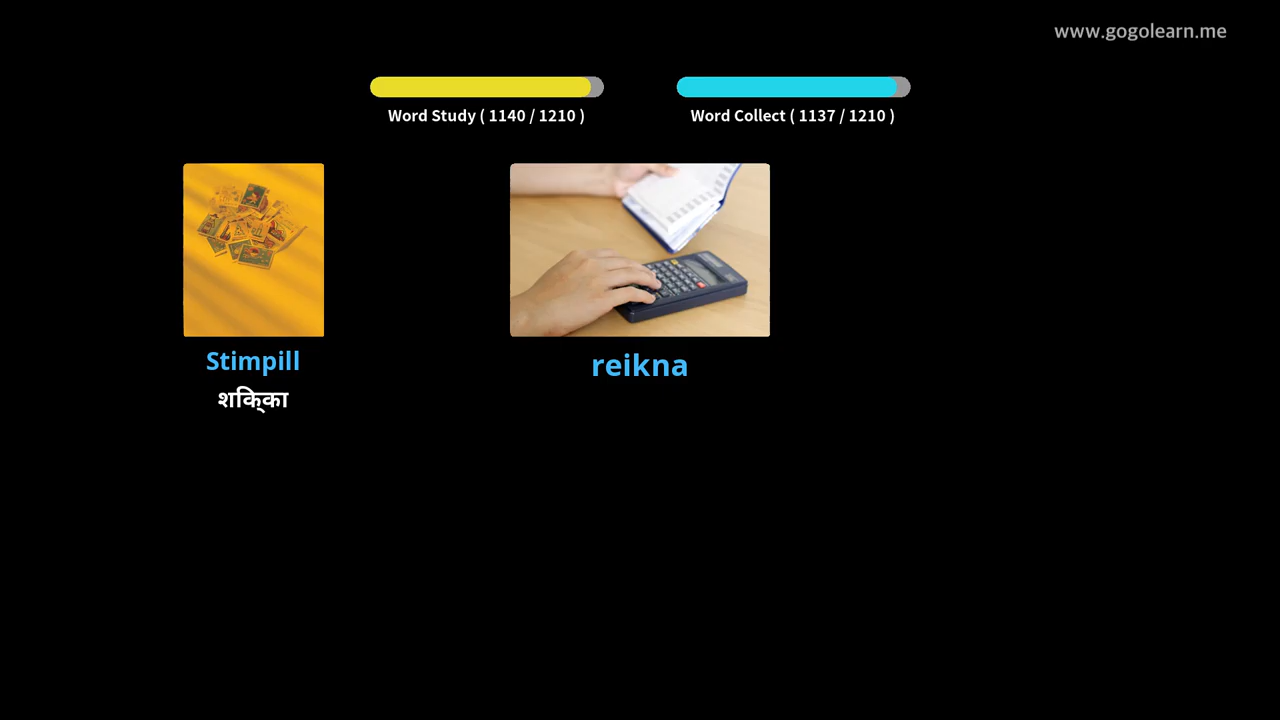 www.gogolearn.me
Word Study ( 1140 / 1210 )
Word Collect ( 1137 / 1210 )
Stimpill
शक्किा
reikna